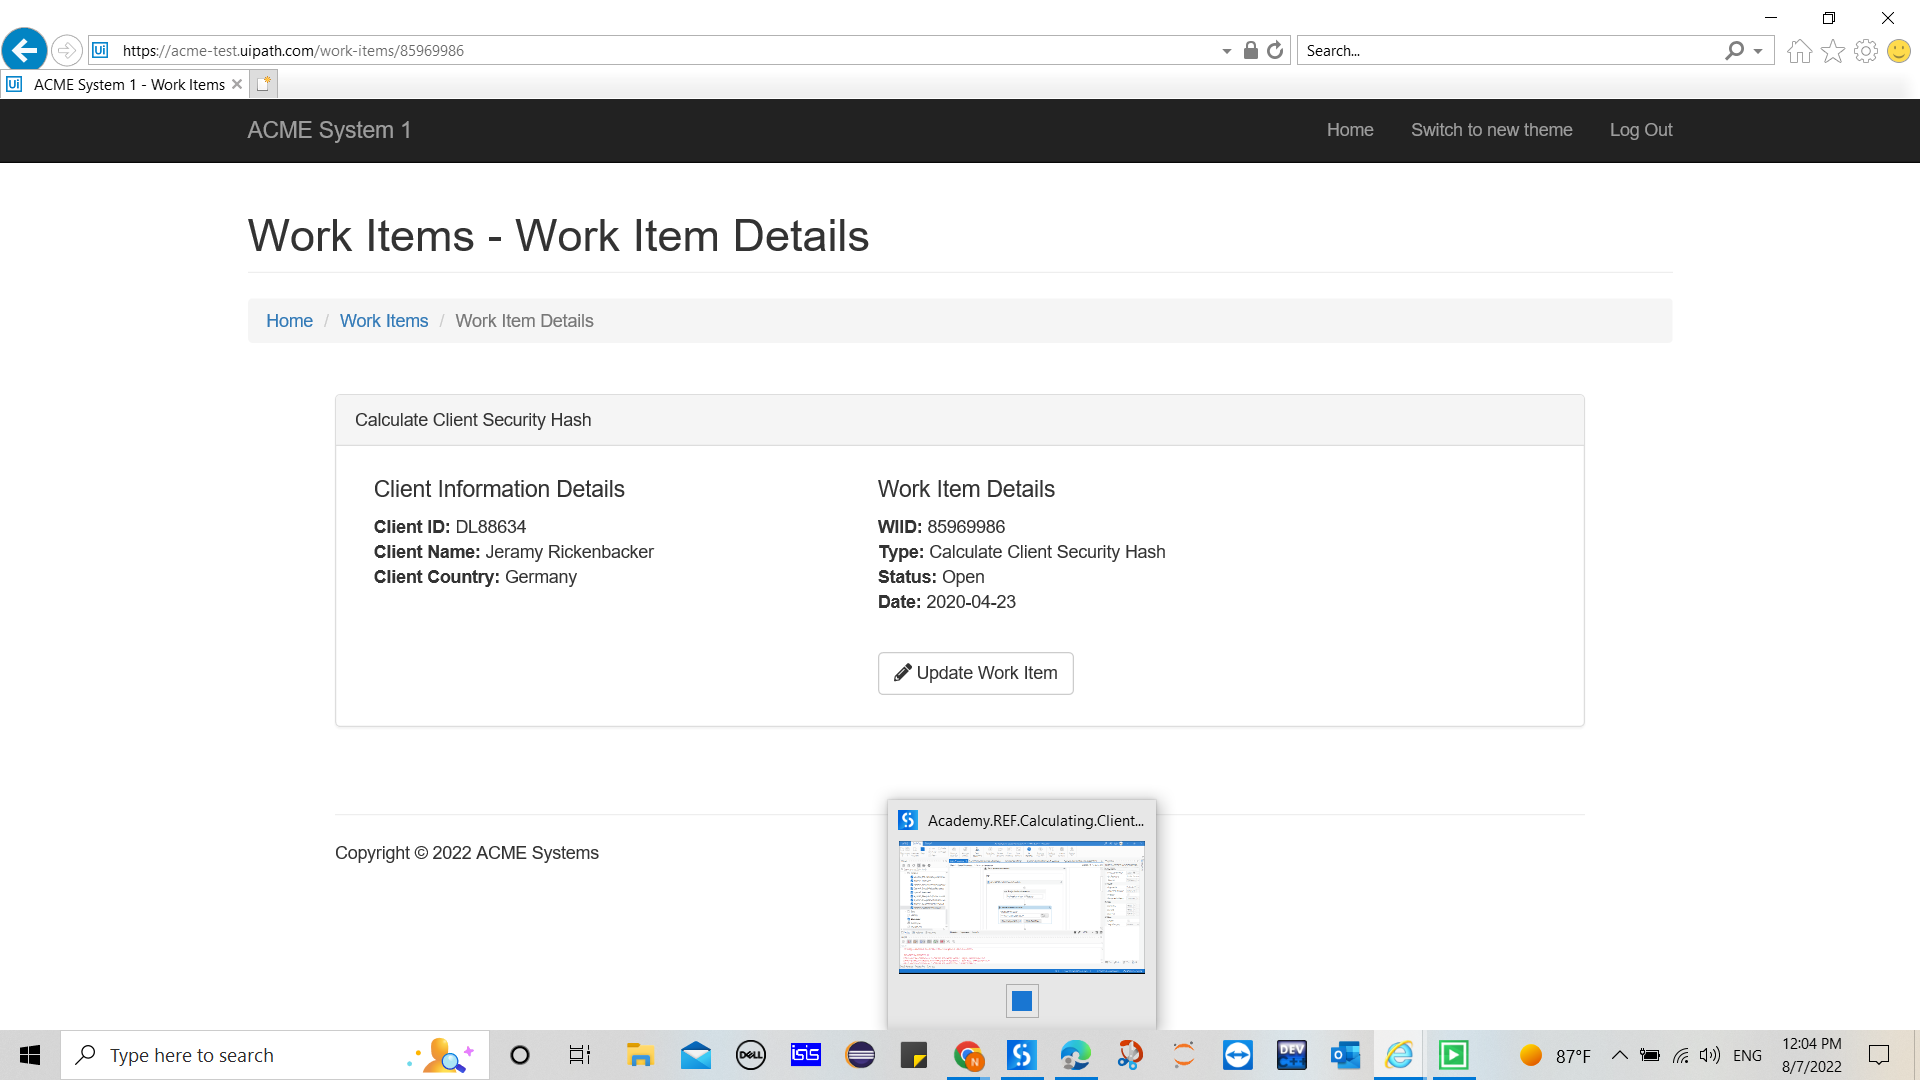 https://acme-test.uipath.com/work-items/85969986
Search...
ACME System 1 - Work Items
ACME System 1
Home
Switch to new theme
Log Out
Work Items - Work Item Details
Home / Work Items / Work Item Details
Calculate Client Security Hash
Client Information Details
Client ID: DL88634
Client Name: Jeramy Rickenbacker
Client Country: Germany
Work Item Details
WIID: 85969986
Type: Calculate Client Security Hash
Status: Open
Date: 2020-04-23
Update Work Item
Academy.REF.Calculating.Client...
Copyright © 2022 ACME Systems
Type here to search
DELL
isis
N
DEV
C++
87°F
ENG
12:04 PM
8/7/2022